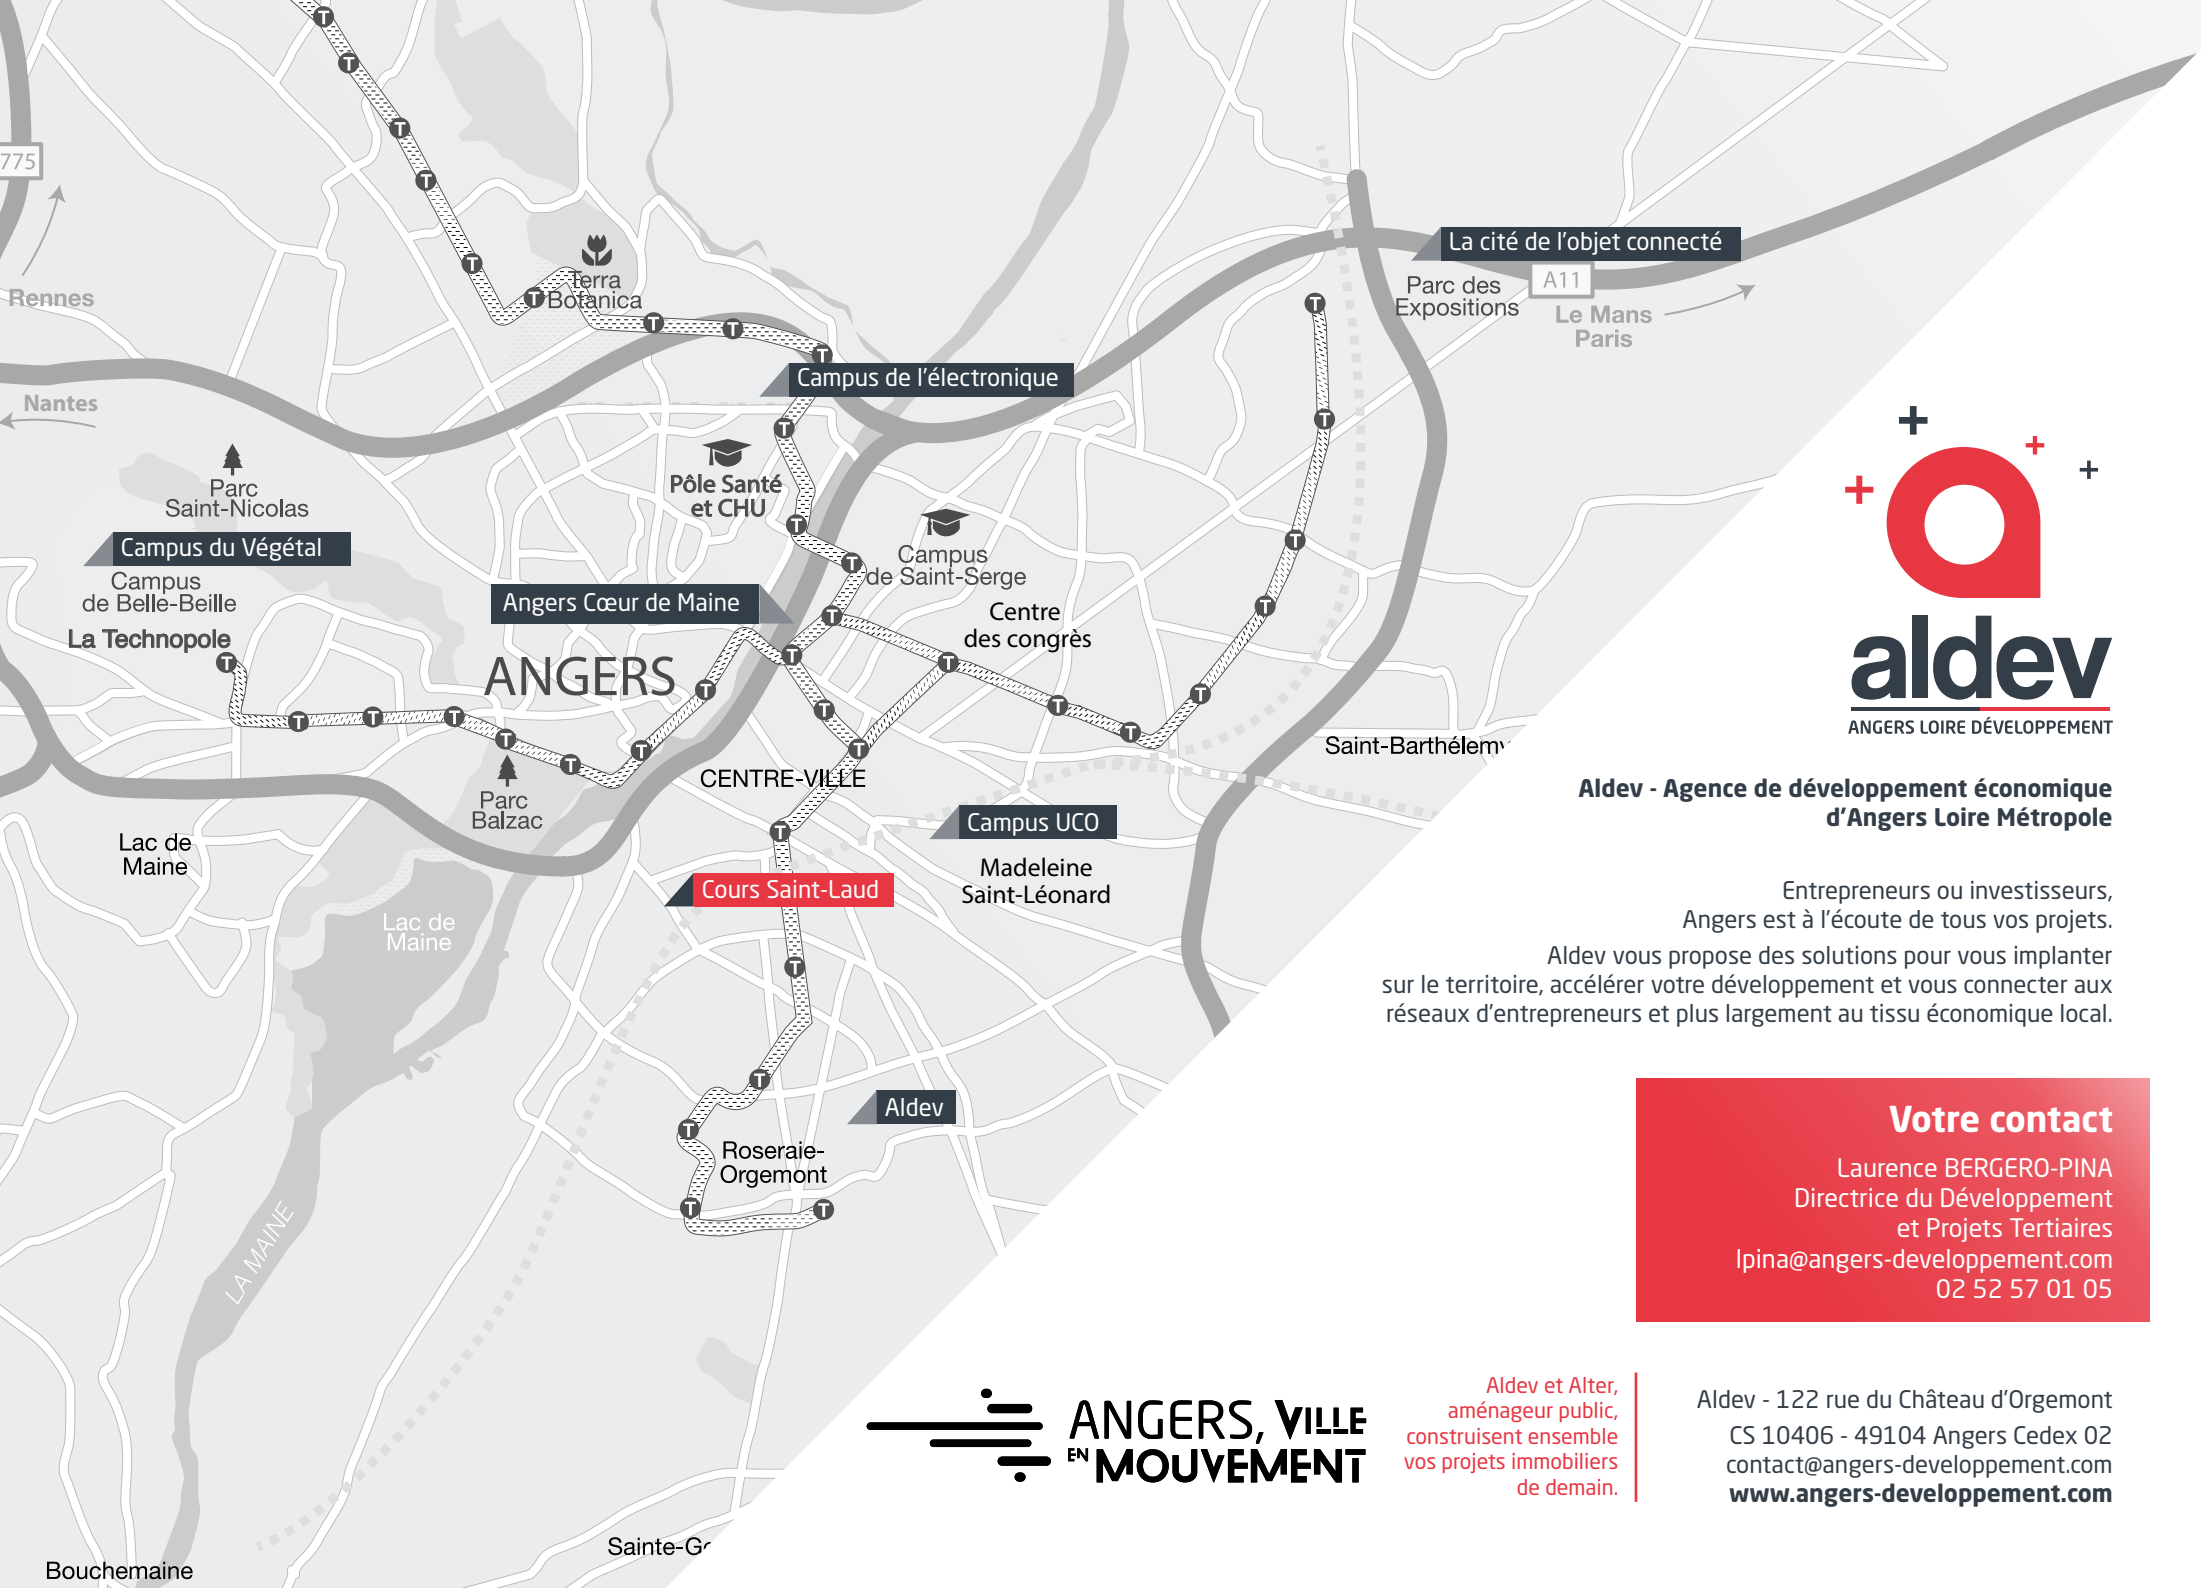 775
Rennes
Nantes
Terra
Botanica
La cité de l'objet connecté
Parc des
Expositions
A11
Le Mans
Paris
Campus de l'électronique
Parc
Saint-Nicolas
Pôle Santé
et CHU
Campus du Végétal
Campus
de Belle-Beille
La Technopole
Campus
de Saint-Serge
Angers Cœur de Maine
Centre
des congrès
ANGERS
Saint-Barthélemy
CENTRE-VILLE
Parc
Balzac
Lac de
Maine
Campus UCO
Madeleine
Saint-Léonard
Cours Saint-Laud
Lac de
Maine
Aldev
Roseraie-
Orgemont
LA MAINE
Sainte-Ge
Bouchemaine
aldev
ANGERS LOIRE DÉVELOPPEMENT
Aldev - Agence de développement économique
d'Angers Loire Métropole
Entrepreneurs ou investisseurs,
Angers est à l'écoute de tous vos projets.
Aldev vous propose des solutions pour vous implanter
sur le territoire, accélérer votre développement et vous connecter aux
réseaux d'entrepreneurs et plus largement au tissu économique local.
Votre contact
Laurence BERGERO-PINA
Directrice du Développement
et Projets Tertiaires
lpina@angers-developpement.com
02 52 57 01 05
ANGERS, VILLE
EN MOUVEMENT
Aldev et Alter,
aménageur public,
construisent ensemble
vos projets immobiliers
de demain.
Aldev - 122 rue du Château d'Orgemont
CS 10406 - 49104 Angers Cedex 02
contact@angers-developpement.com
www.angers-developpement.com